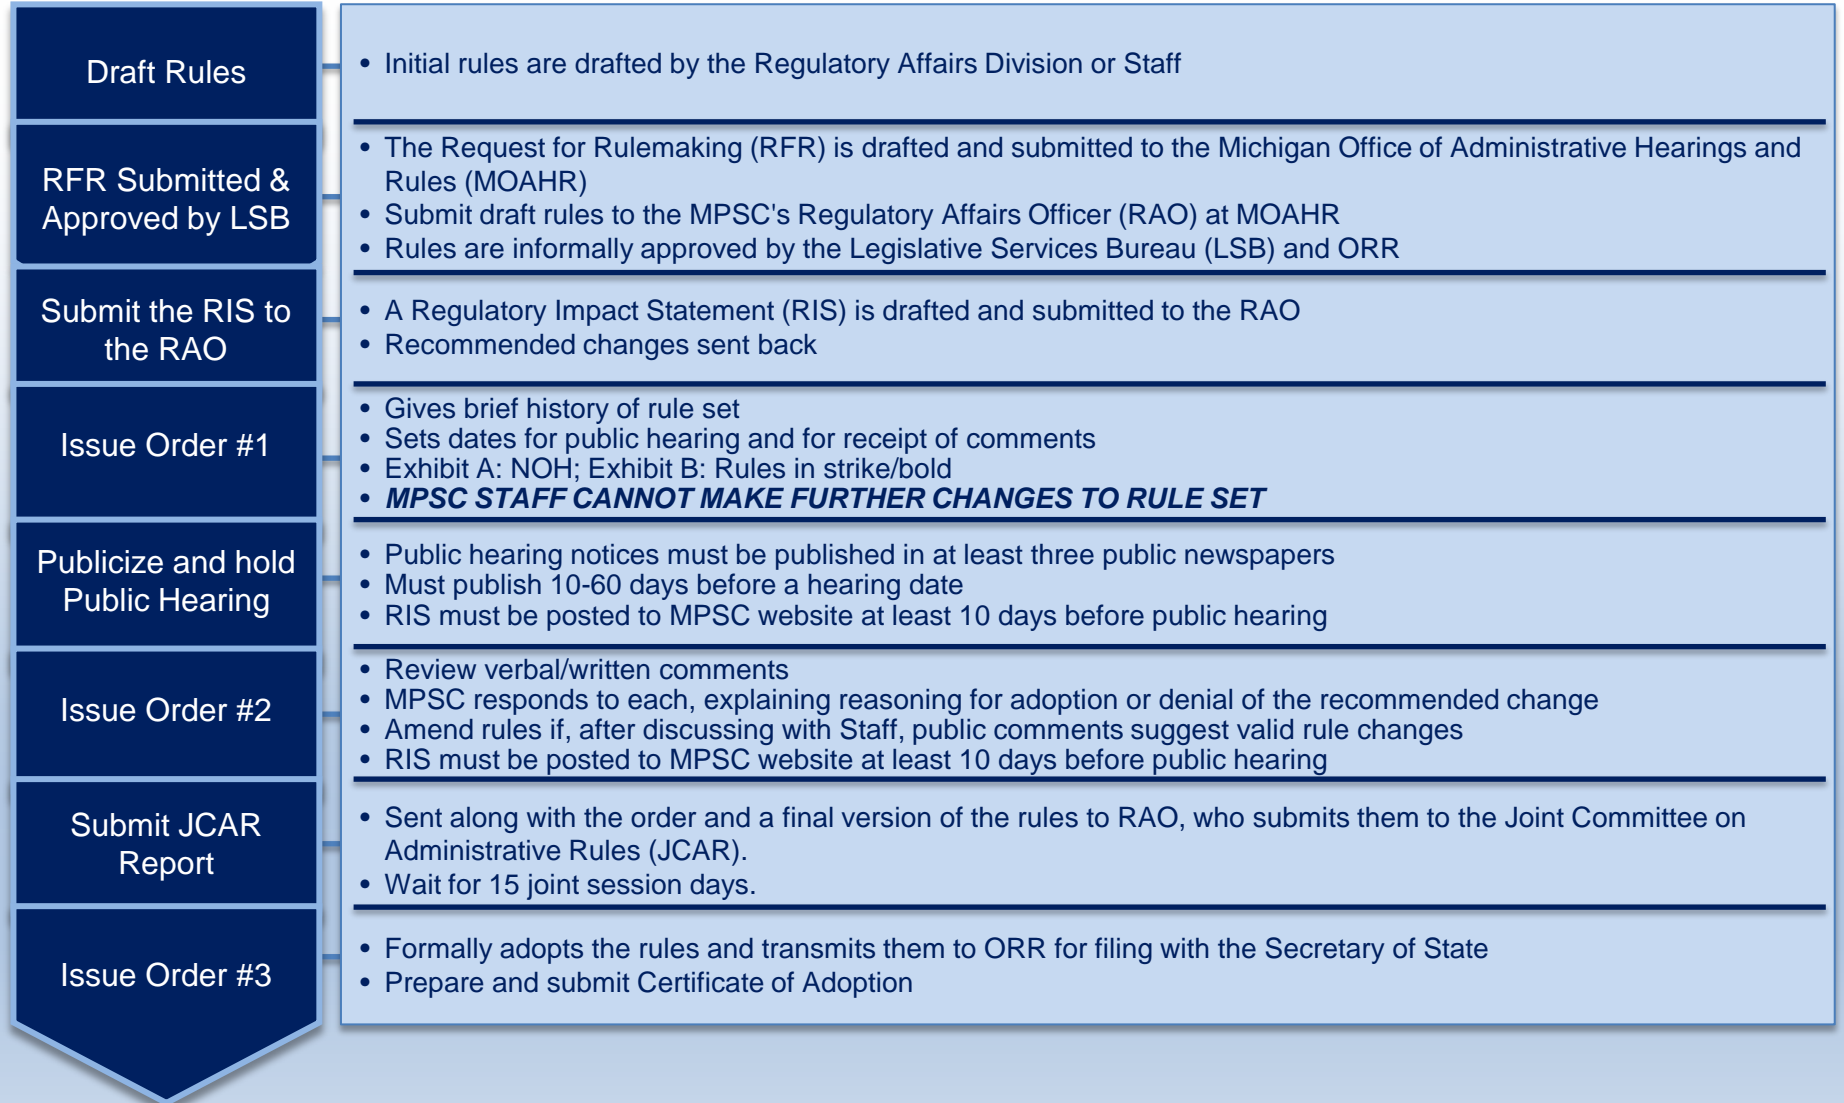 Draft Rules
• Initial rules are drafted by the Regulatory Affairs Division or Staff
RFR Submitted &
Approved by LSB
• The Request for Rulemaking (RFR) is drafted and submitted to the Michigan Office of Administrative Hearings and
Rules (MOAHR)
• Submit draft rules to the MPSC's Regulatory Affairs Officer (RAO) at MOAHR
• Rules are informally approved by the Legislative Services Bureau (LSB) and ORR
Submit the RIS to
the RAO
• A Regulatory Impact Statement (RIS) is drafted and submitted to the RAO
• Recommended changes sent back
Issue Order #1
• Gives brief history of rule set
• Sets dates for public hearing and for receipt of comments
• Exhibit A: NOH; Exhibit B: Rules in strike/bold
• MPSC STAFF CANNOT MAKE FURTHER CHANGES TO RULE SET
Publicize and hold
Public Hearing
• Public hearing notices must be published in at least three public newspapers
• Must publish 10-60 days before a hearing date
• RIS must be posted to MPSC website at least 10 days before public hearing
Issue Order #2
• Review verbal/written comments
• MPSC responds to each, explaining reasoning for adoption or denial of the recommended change
• Amend rules if, after discussing with Staff, public comments suggest valid rule changes
• RIS must be posted to MPSC website at least 10 days before public hearing
Submit JCAR
Report
• Sent along with the order and a final version of the rules to RAO, who submits them to the Joint Committee on
Administrative Rules (JCAR).
• Wait for 15 joint session days.
Issue Order #3
• Formally adopts the rules and transmits them to ORR for filing with the Secretary of State
• Prepare and submit Certificate of Adoption